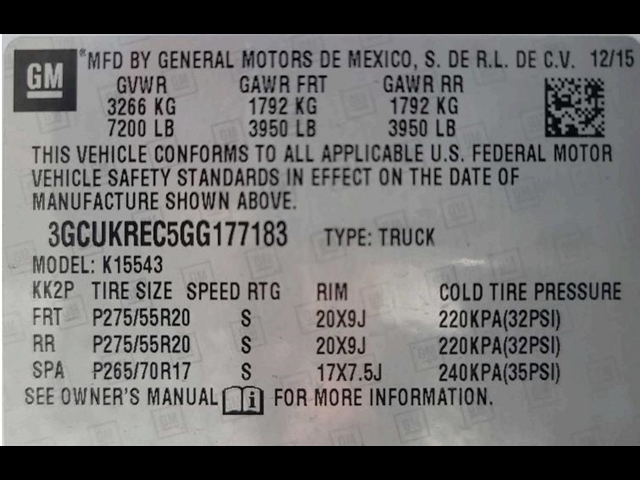 GM
®MFD BY GENERAL MOTORS DE MEXICO, S. DE R.L. DE C.V. 12/15
GVWR GAWR FRT GAWR RR
3266 KG 1792 KG 1792 KG
7200 LB 3950 LB 3950 LB
THIS VEHICLE CONFORMS TO ALL APPLICABLE U.S. FEDERAL MOTOR
VEHICLE SAFETY STANDARDS IN EFFECT ON THE DATE OF
MANUFACTURE SHOWN ABOVE.
3GCUKREC5GG177183 TYPE: TRUCK
MODEL: K15543
KK2P TIRE SIZE SPEED RTG RIM COLD TIRE PRESSURE
FRT P275/55R20 S 20X9J 220KPA(32PSI)
RR P275/55R20 S 20X9J 220KPA(32PSI)
SPA P265/70R17 S 17X7.5J 240KPA(35PSI)
SEE OWNER'S MANUAL i FOR MORE INFORMATION.